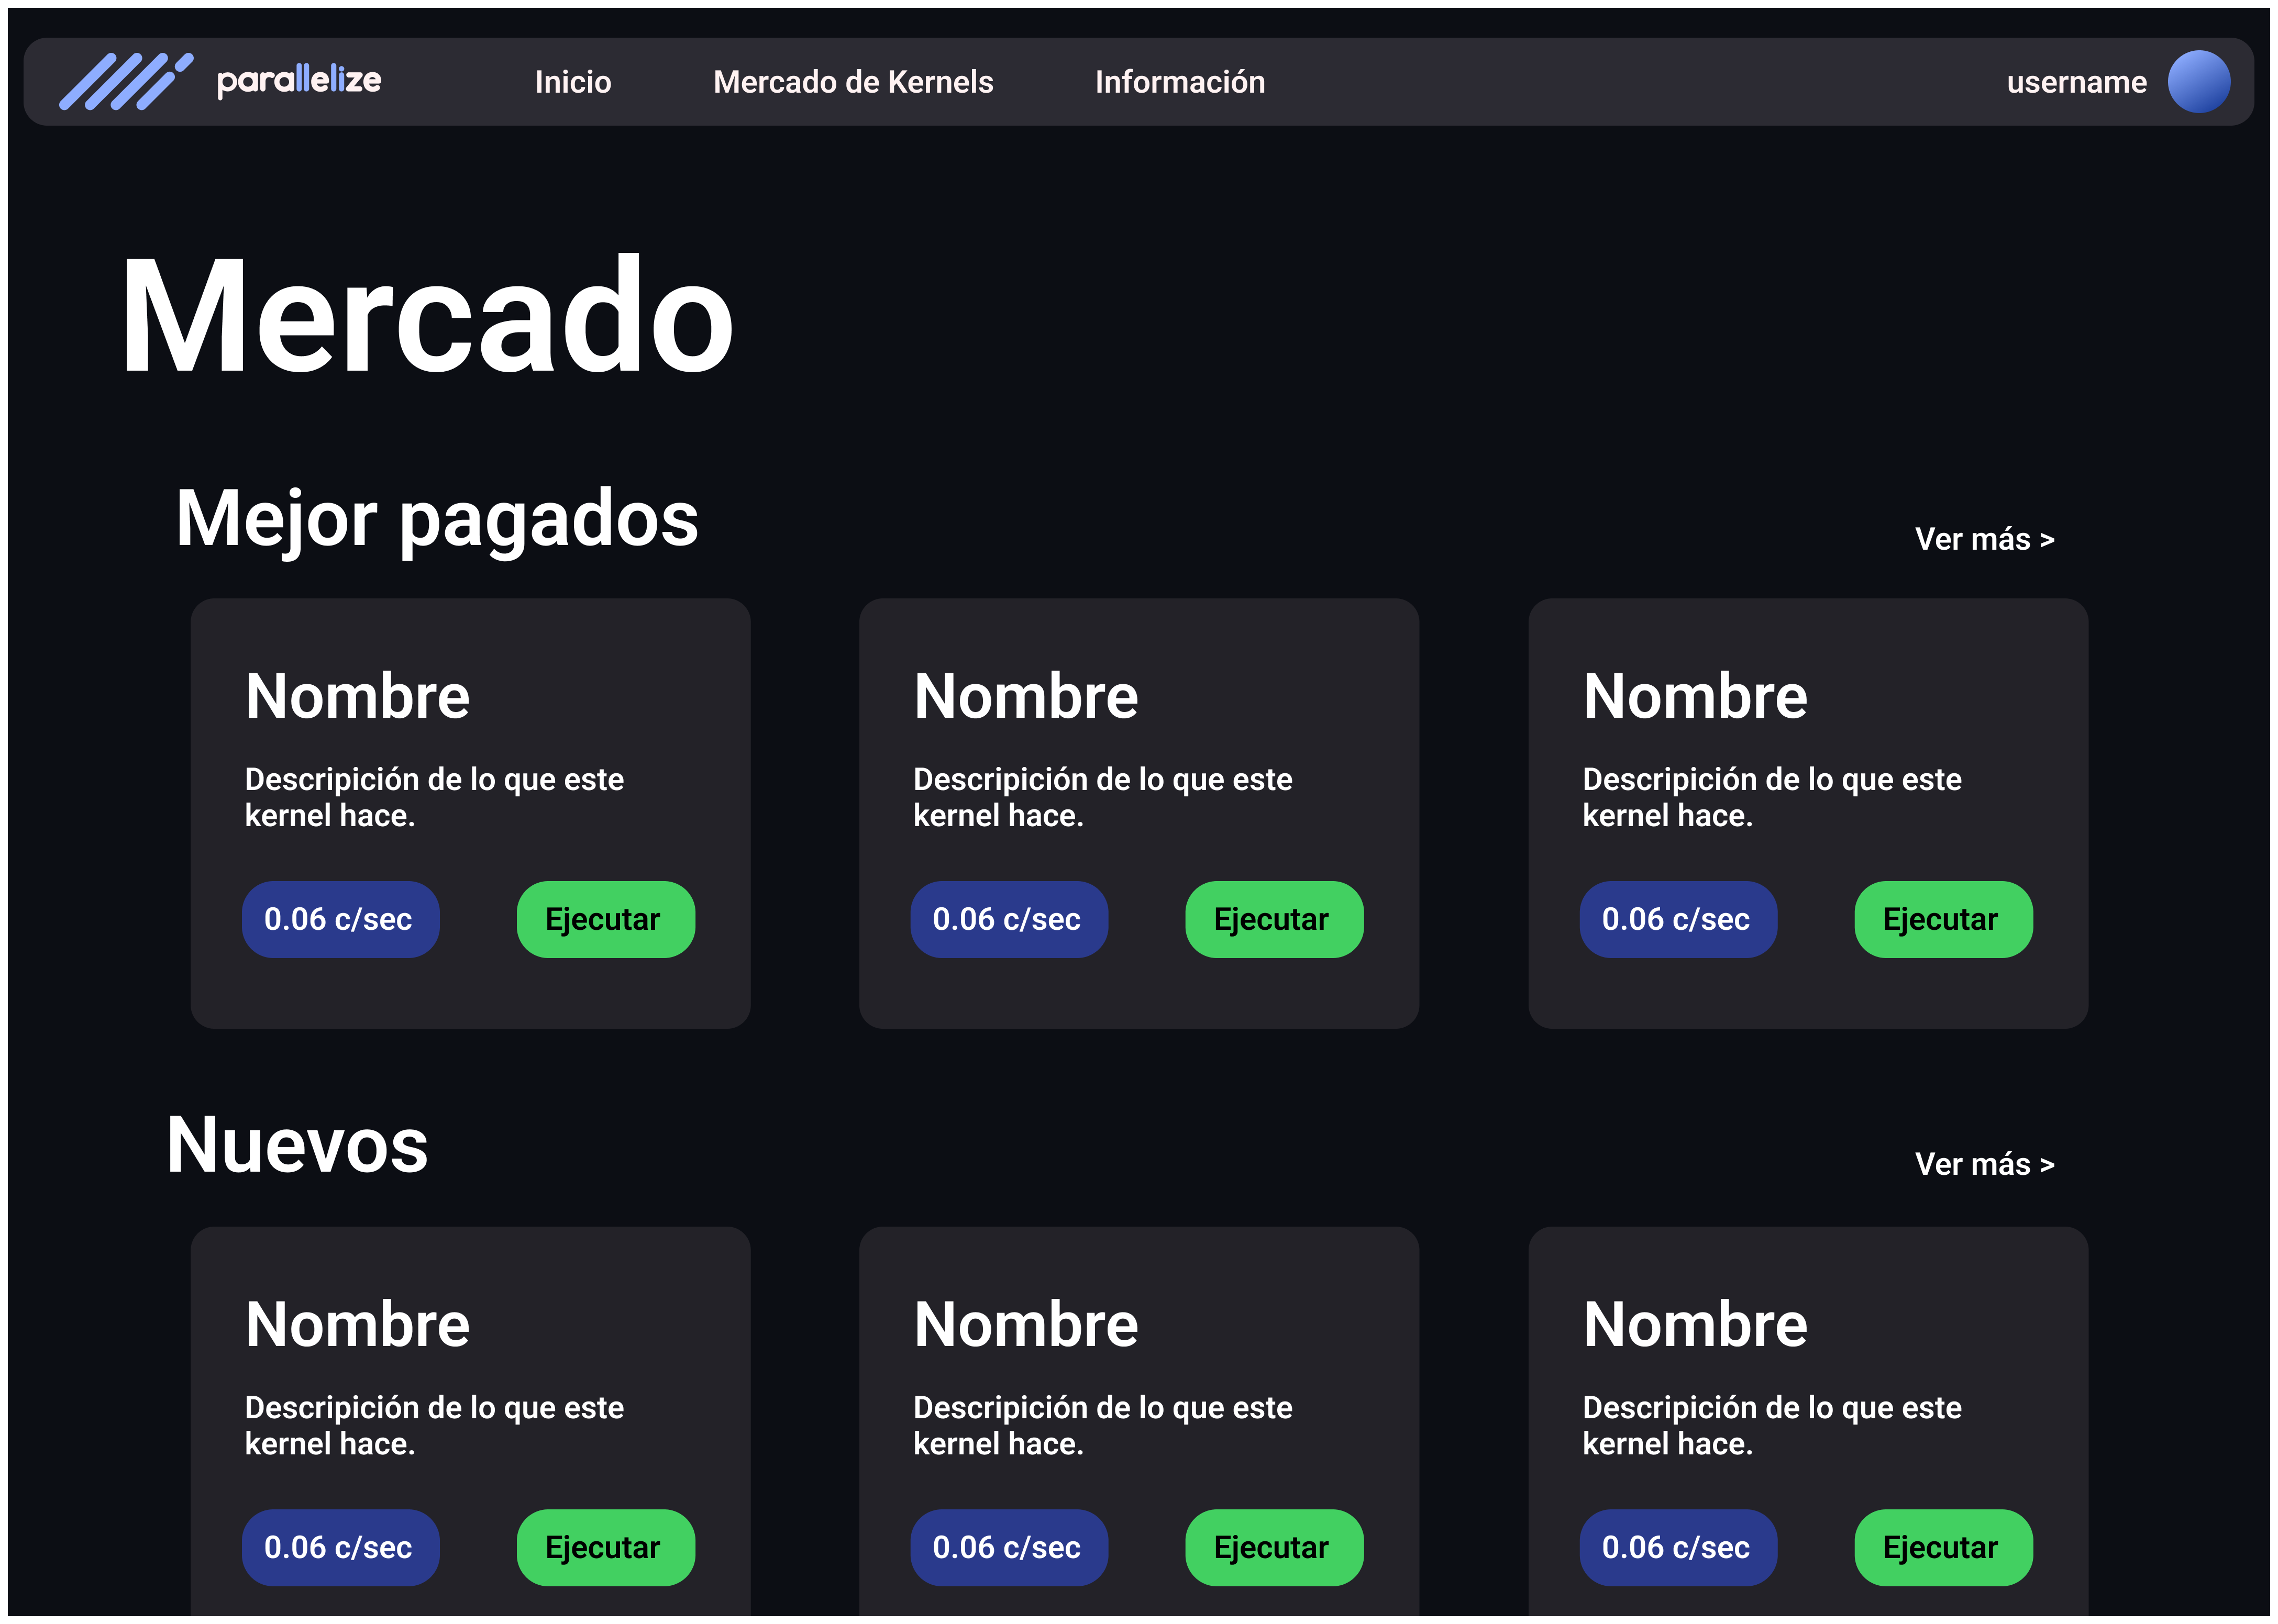 parallelize Inicio Mercado de Kernels Información username
Mercado
Mejor pagados
Ver más >
Nombre
Descripición de lo que este
kernel hace.
0.06 c/sec Ejecutar
Nombre
Descripición de lo que este
kernel hace.
0.06 c/sec Ejecutar
Nombre
Descripición de lo que este
kernel hace.
0.06 c/sec Ejecutar
Nuevos
Ver más >
Nombre
Descripición de lo que este
kernel hace.
0.06 c/sec Ejecutar
Nombre
Descripición de lo que este
kernel hace.
0.06 c/sec Ejecutar
Nombre
Descripición de lo que este
kernel hace.
0.06 c/sec Ejecutar